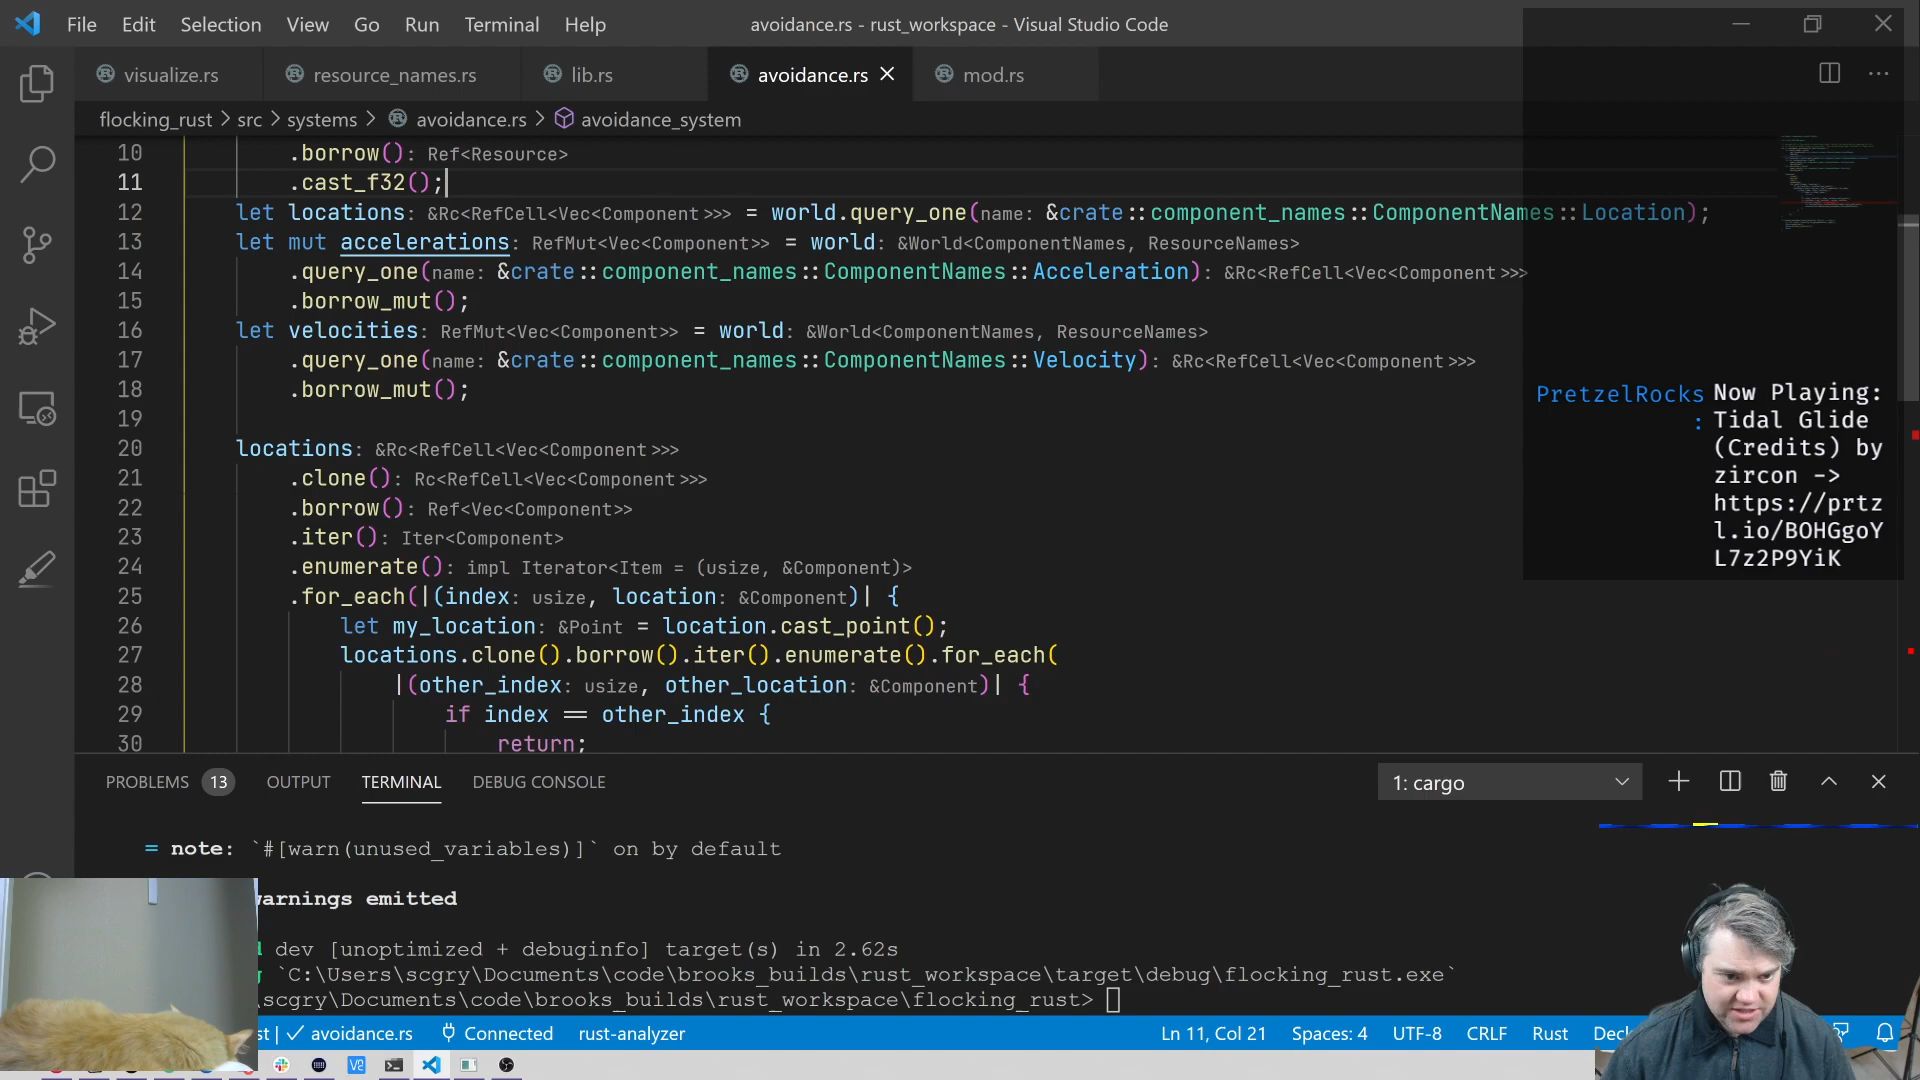 File Edit Selection View Go Run Terminal Help
avoidance.rs - rust_workspace - Visual Studio Code
visualize.rs resource_names.rs lib.rs avoidance.rs mod.rs
flocking_rust > src > systems > avoidance.rs > avoidance_system
10 .borrow(): Ref<Resource>
11 .cast_f32();
12 let locations: &Rc<RefCell<Vec<Component>>> = world.query_one(name: &crate::component_names::ComponentNames::Location);
13 let mut accelerations: RefMut<Vec<Component>> = world: &World<ComponentNames, ResourceNames>
14 .query_one(name: &crate::component_names::ComponentNames::Acceleration): &Rc<RefCell<Vec<Component>>>
15 .borrow_mut();
16 let velocities: RefMut<Vec<Component>> = world: &World<ComponentNames, ResourceNames>
17 .query_one(name: &crate::component_names::ComponentNames::Velocity): &Rc<RefCell<Vec<Component>>>
18 .borrow_mut();
19
20 locations: &Rc<RefCell<Vec<Component>>>
21 .clone(): Rc<RefCell<Vec<Component>>>
22 .borrow(): Ref<Vec<Component>>
23 .iter(): Iter<Component>
24 .enumerate(): impl Iterator<Item = (usize, &Component)>
25 .for_each(|(index: usize, location: &Component)| {
26 let my_location: &Point = location.cast_point();
27 locations.clone().borrow().iter().enumerate().for_each(
28 |(other_index: usize, other_location: &Component)| {
29 if index == other_index {
30 return;
PretzelRocks
:
Now Playing:
Tidal Glide
(Credits) by
zircon ->
https://prtz
l.io/BOHGgoY
L7z2P9YiK
PROBLEMS 13 OUTPUT TERMINAL DEBUG CONSOLE
1: cargo
= note: `#[warn(unused_variables)]` on by default
warnings emitted
d dev [unoptimized + debuginfo] target(s) in 2.62s
g `C:\Users\scgry\Documents\code\brooks_builds\rust_workspace\target\debug\flocking_rust.exe`
\scgry\Documents\code\brooks_builds\rust_workspace\flocking_rust>
st | ✓ avoidance.rs Connected rust-analyzer Ln 11, Col 21 Spaces: 4 UTF-8 CRLF Rust